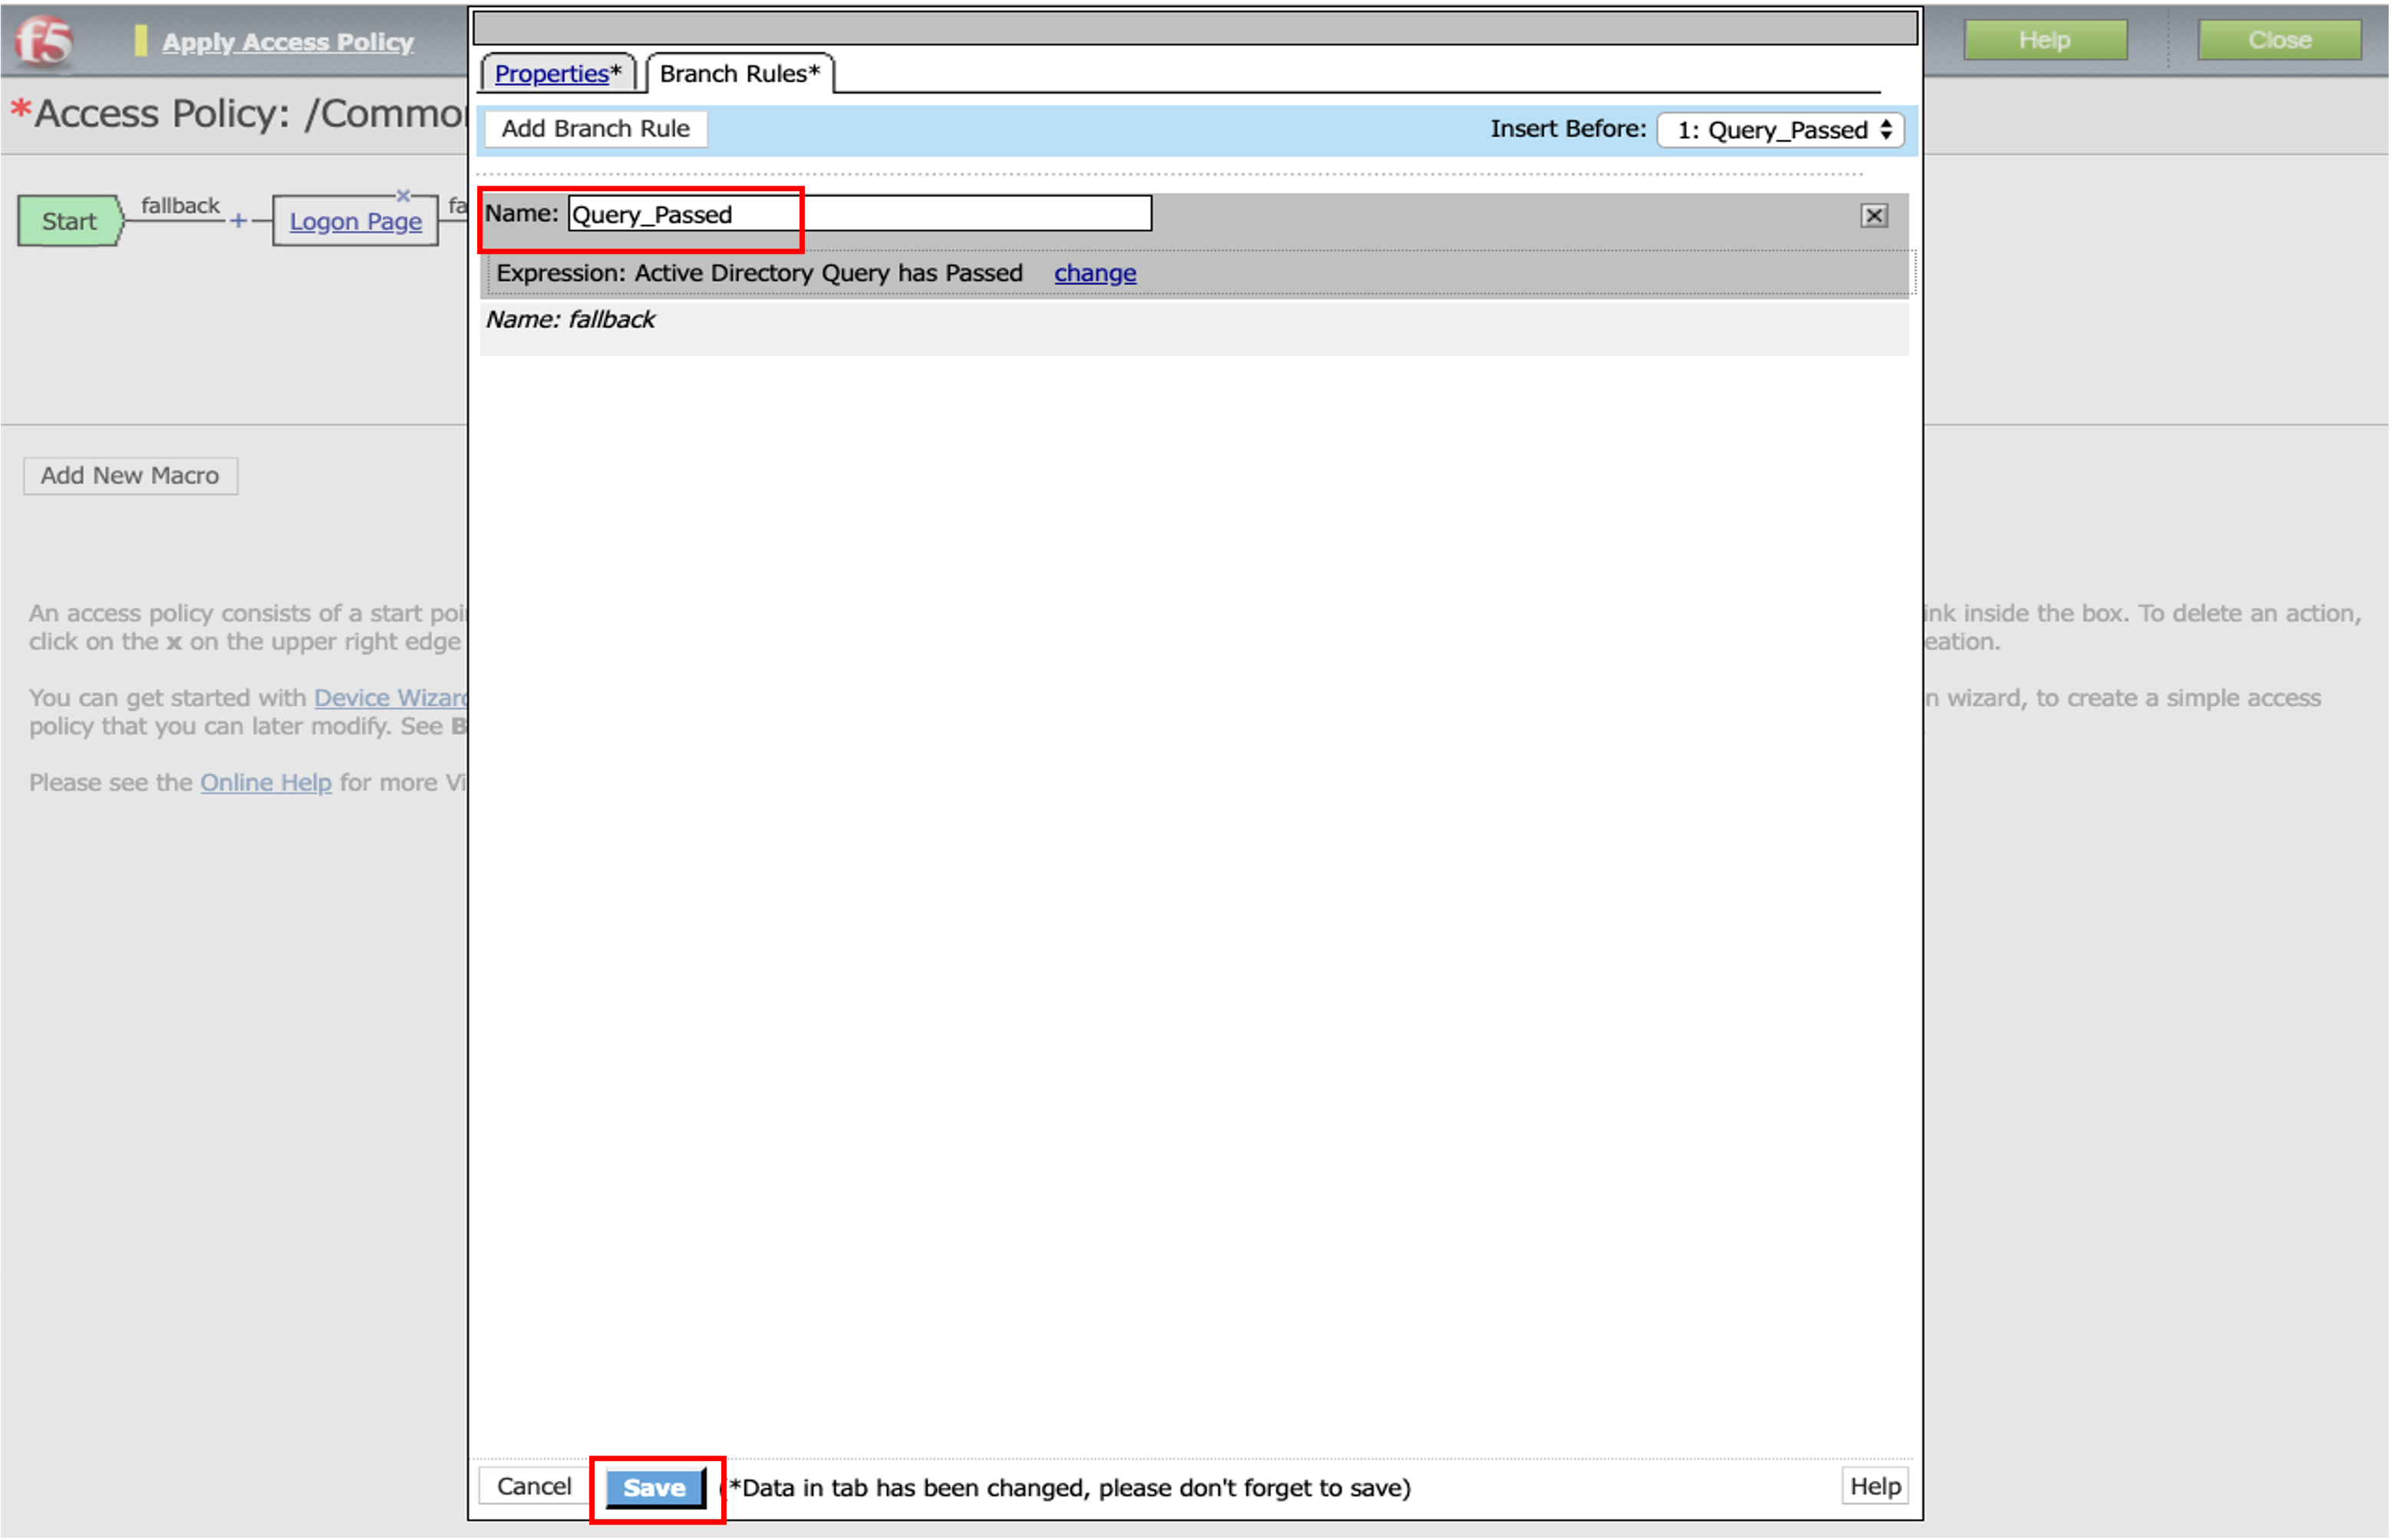 f5
Apply Access Policy
Help
Close
Properties*
Branch Rules*
*Access Policy: /Common
Add Branch Rule
Insert Before:
1: Query_Passed
Start
fallback
+
Logon Page
x
Name:
Query_Passed
Expression: Active Directory Query has Passed
change
Name: fallback
Add New Macro
An access policy consists of a start
ink inside the box. To delete an action,
click on the x on the upper right edge
eation.
You can get started with Device Wizard
n wizard, to create a simple access
policy that you can later modify. See B
Please see the Online Help for more Vi
Cancel
Save
(*Data in tab has been changed, please don't forget to save)
Help